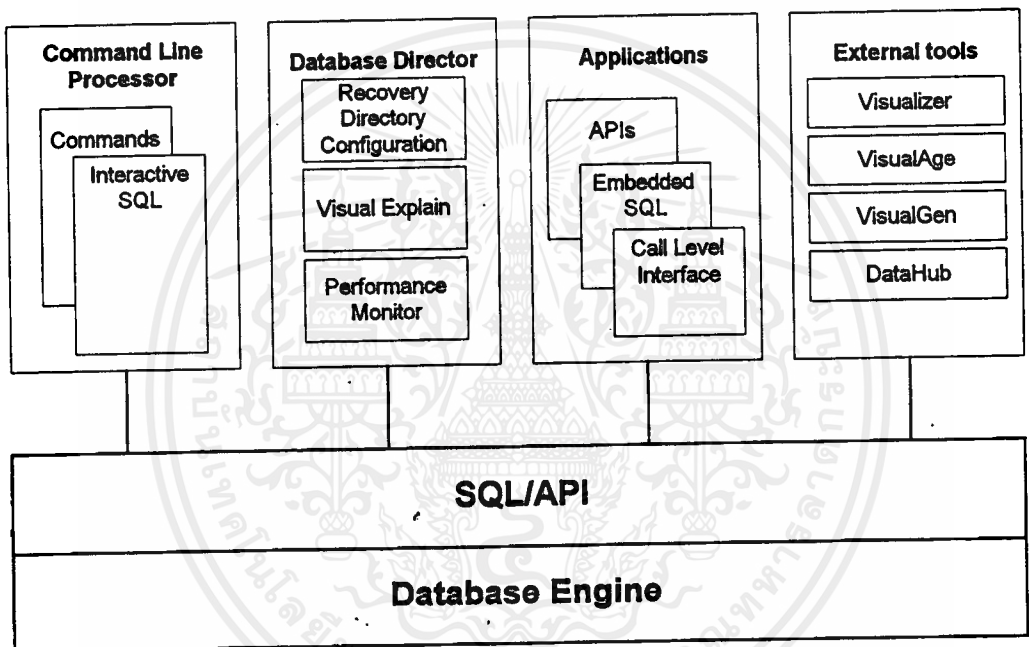 Command Line
Processor
Commands
Interactive
SQL
Database Director
Recovery
Directory
Configuration
Visual Explain
Performance
Monitor
Applications
APIs
Embedded
SQL
Call Level
Interface
External tools
Visualizer
VisualAge
VisualGen
DataHub
SQL/API
Database Engine